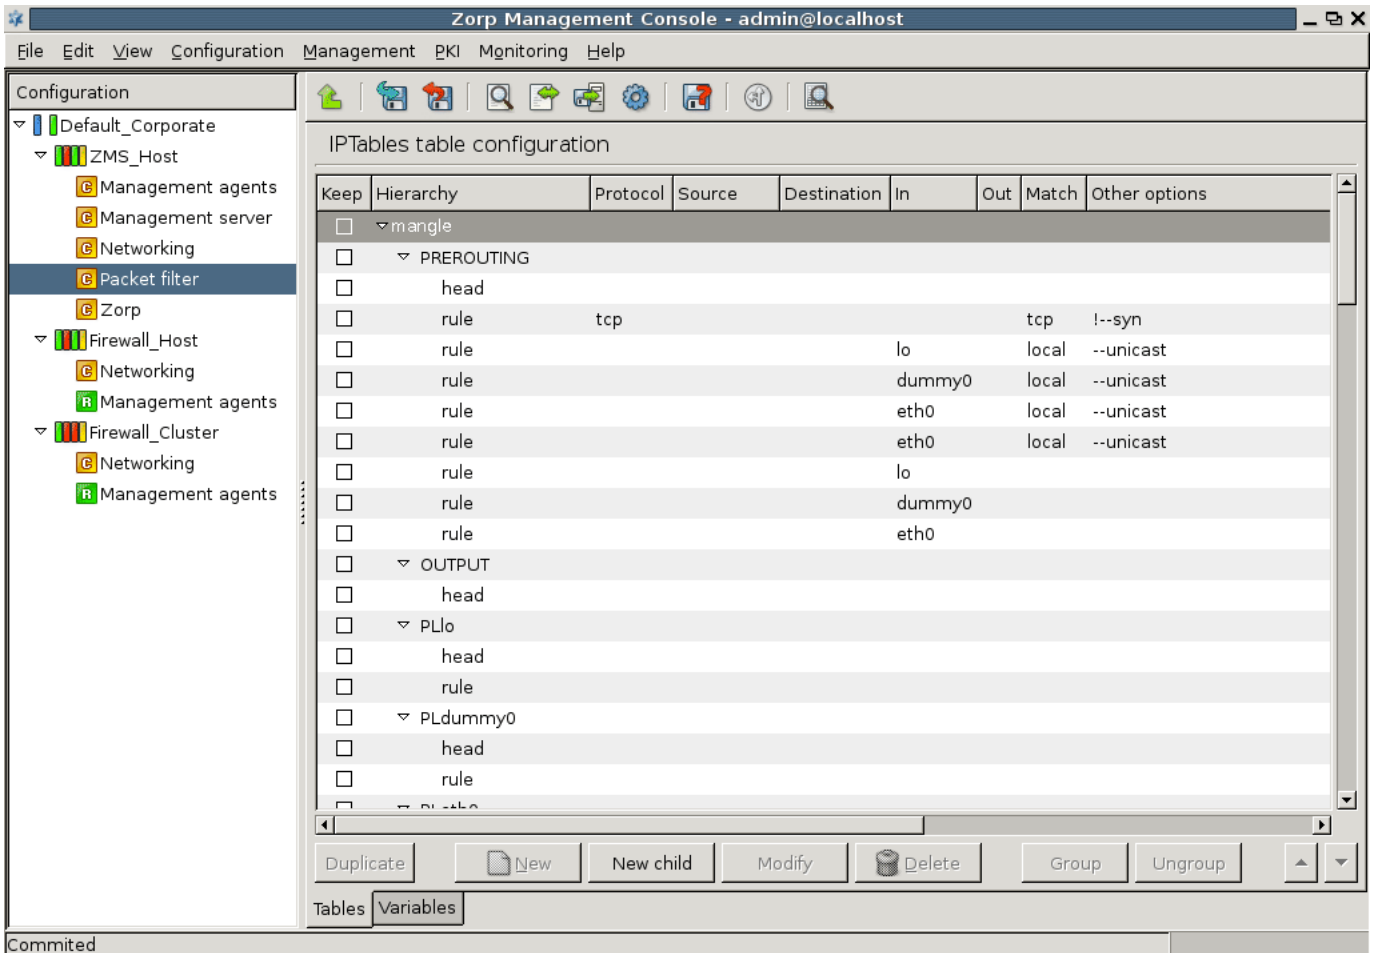 Zorp Management Console - admin@localhost
File Edit View Configuration Management PKI Monitoring Help
Configuration
Default_Corporate
ZMS_Host
C Management agents
C Management server
C Networking
C Packet filter
C Zorp
Firewall_Host
C Networking
R Management agents
Firewall_Cluster
C Networking
R Management agents
IPTables table configuration
Keep Hierarchy Protocol Source Destination In Out Match Other options
mangle
PREROUTING
head
rule tcp tcp !--syn
rule lo local --unicast
rule dummy0 local --unicast
rule eth0 local --unicast
rule eth0 local --unicast
rule lo
rule dummy0
rule eth0
OUTPUT
head
PLlo
head
rule
PLdummy0
head
rule
PLeth0
Duplicate New New child Modify Delete Group Ungroup
Tables Variables
Commited